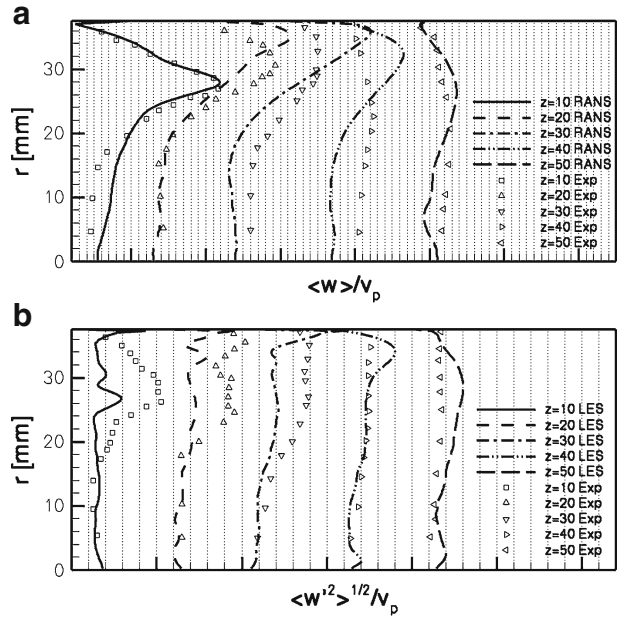 a
r [mm]
30
20
10
0
z=10 RANS
z=20 RANS
z=30 RANS
z=40 RANS
z=50 RANS
z=10 Exp
z=20 Exp
z=30 Exp
z=40 Exp
z=50 Exp
<W>/vₚ
b
r [mm]
30
20
10
0
z=10 LES
z=20 LES
z=30 LES
z=40 LES
z=50 LES
z=10 Exp
z=20 Exp
z=30 Exp
z=40 Exp
z=50 Exp
<W'²>¹/²/vₚ